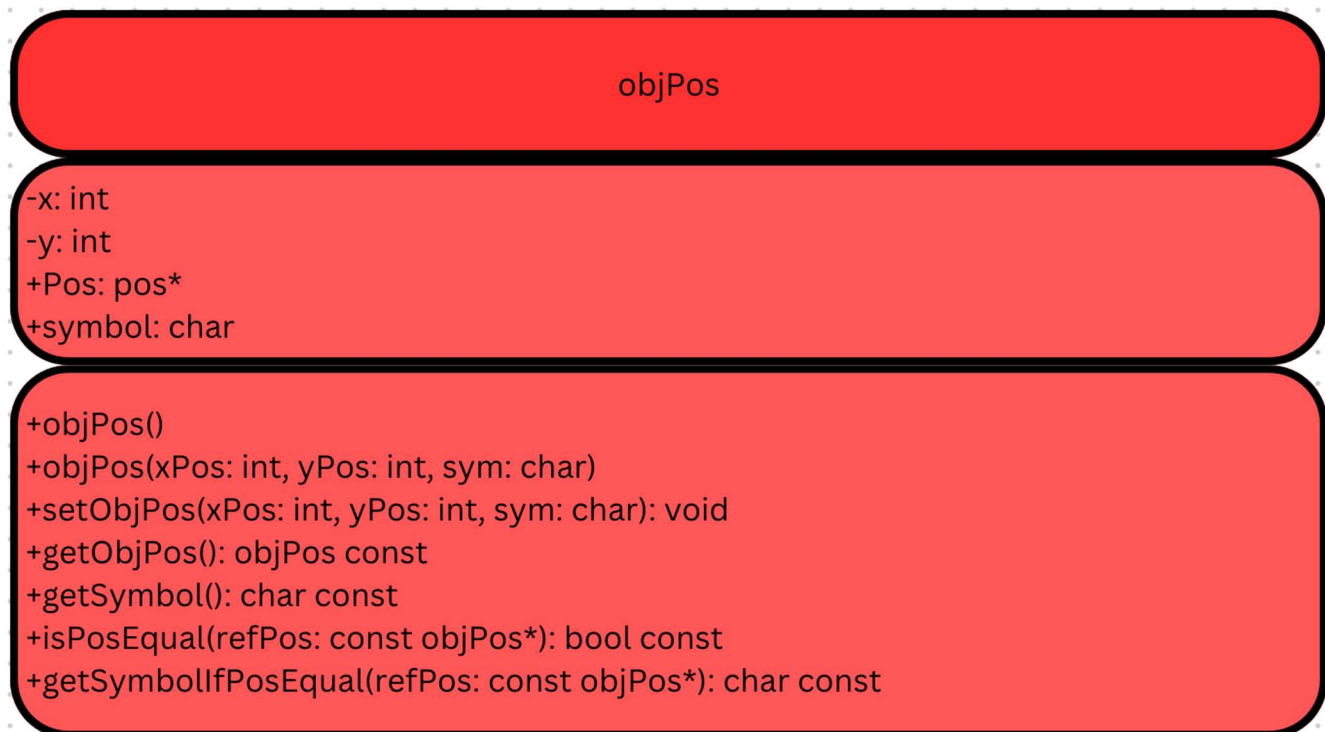 objPos
-x: int
-y: int
+Pos: pos*
+symbol: char
+objPos()
+objPos(xPos: int, yPos: int, sym: char)
+setObjPos(xPos: int, yPos: int, sym: char): void
+getObjPos(): objPos const
+getSymbol(): char const
+isPosEqual(refPos: const objPos*): bool const
+getSymbolIfPosEqual(refPos: const objPos*): char const